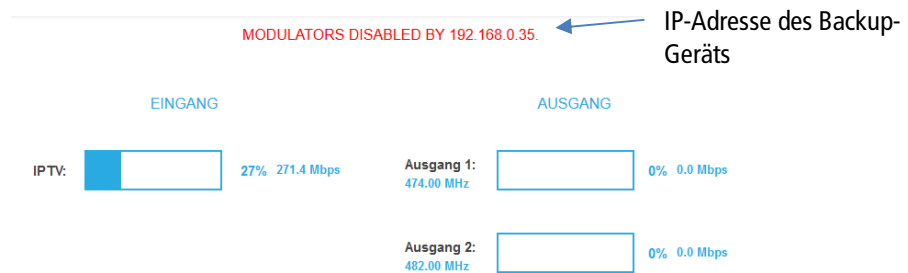 MODULATORS DISABLED BY 192.168.0.35.
IP-Adresse des Backup-
Geräts
EINGANG
AUSGANG
IPTV:
27% 271.4 Mbps
Ausgang 1:
474.00 MHz
0% 0.0 Mbps
Ausgang 2:
482.00 MHz
0% 0.0 Mbps